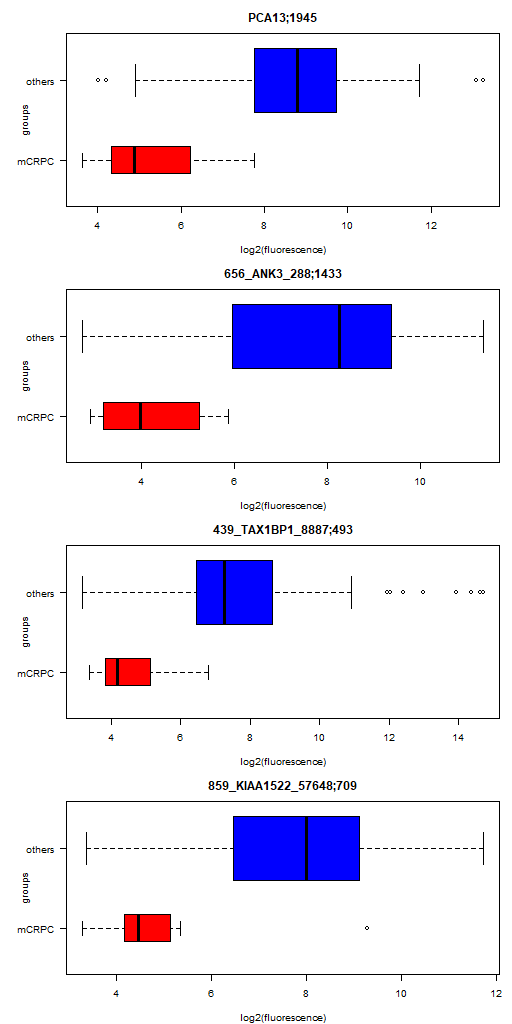 PCA13;1945
others
groups
mCRPC
4 6 8 10 12
log2(fluorescence)
656_ANK3_288;1433
others
groups
mCRPC
4 6 8 10
log2(fluorescence)
439_TAX1BP1_8887;493
others
groups
mCRPC
4 6 8 10 12 14
log2(fluorescence)
859_KIAA1522_57648;709
others
groups
mCRPC
4 6 8 10 12
log2(fluorescence)